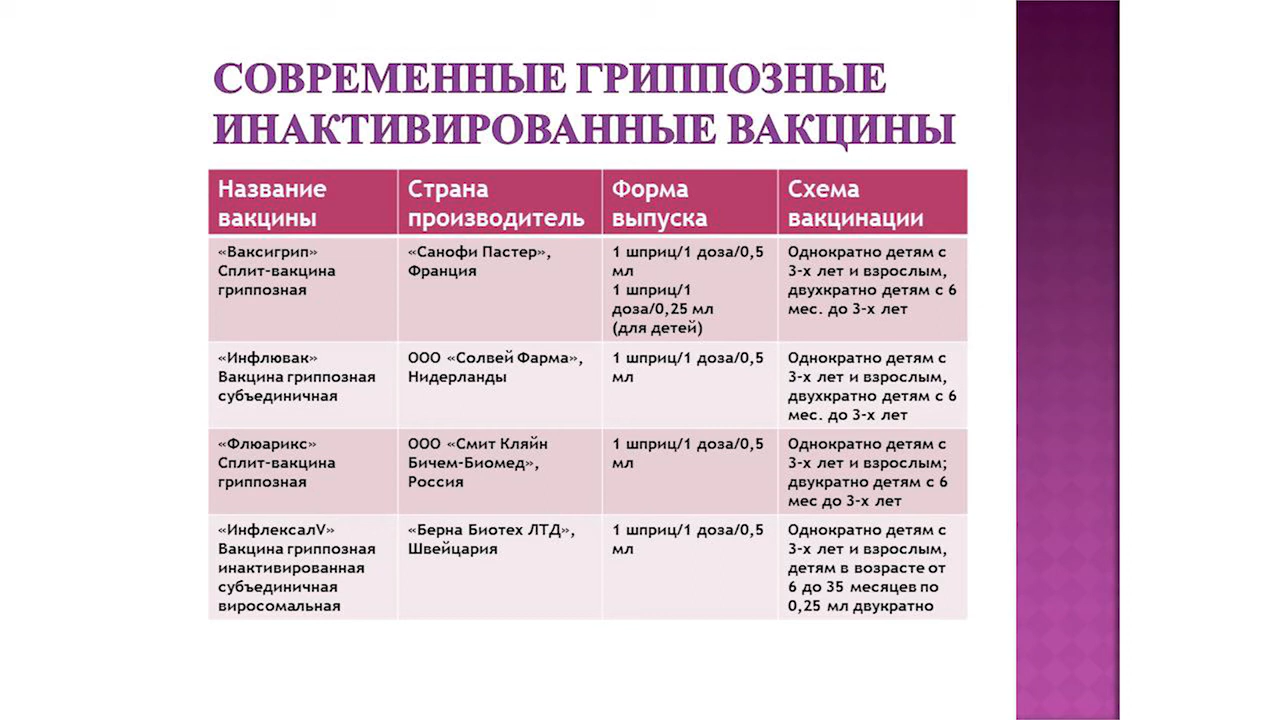 СОВРЕМЕННЫЕ ГРИППОЗНЫЕ
ИНАКТИВИРОВАННЫЕ ВАКЦИНЫ
Название
вакцины
Страна
производитель
Форма
выпуска
Схема
вакцинации
«Ваксигрип»
Сплит-вакцина
гриппозная
«Санофи Пастер»,
Франция
1 шприц/1 доза/0,5
мл
1 шприц/1
доза/0,25 мл
(для детей)
Однократно детям с
3-х лет и взрослым,
двухкратно детям с 6
мес. до 3-х лет
«Инфлювак»
Вакцина гриппозная
субъединичная
ООО «Солвей Фарма»,
Нидерланды
1 шприц/1 доза/0,5
мл
Однократно детям с
3-х лет и взрослым,
двухкратно детям с 6
мес. до 3-х лет
«Флюарикс»
Сплит-вакцина
гриппозная
ООО «Смит Кляйн
Бичем-Биомед»,
Россия
1 шприц/1 доза/0,5
мл
Однократно детям с
3-х лет и взрослым;
двукратно детям с 6
мес до 3-х лет
«ИнфлексалV»
Вакцина гриппозная
инактивированная
субъединичная
виросомальная
«Берна Биотех ЛТД»,
Швейцария
1 шприц/1 доза/0,5
мл
Однократно детям с
3-х лет и взрослым,
детям в возрасте от
6 до 35 месяцев по
0,25 мл двукратно